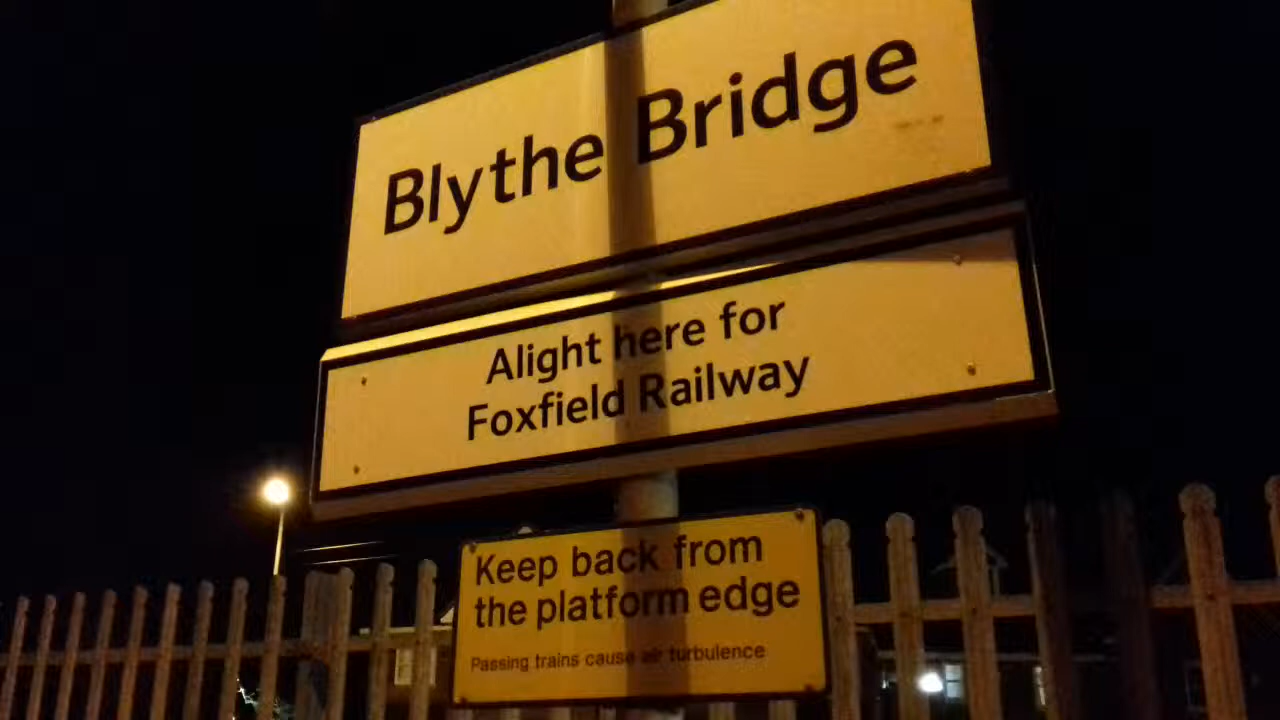 Blythe Bridge
Alight here for
Foxfield Railway
Keep back from
the platform edge
Passing trains cause air turbulence